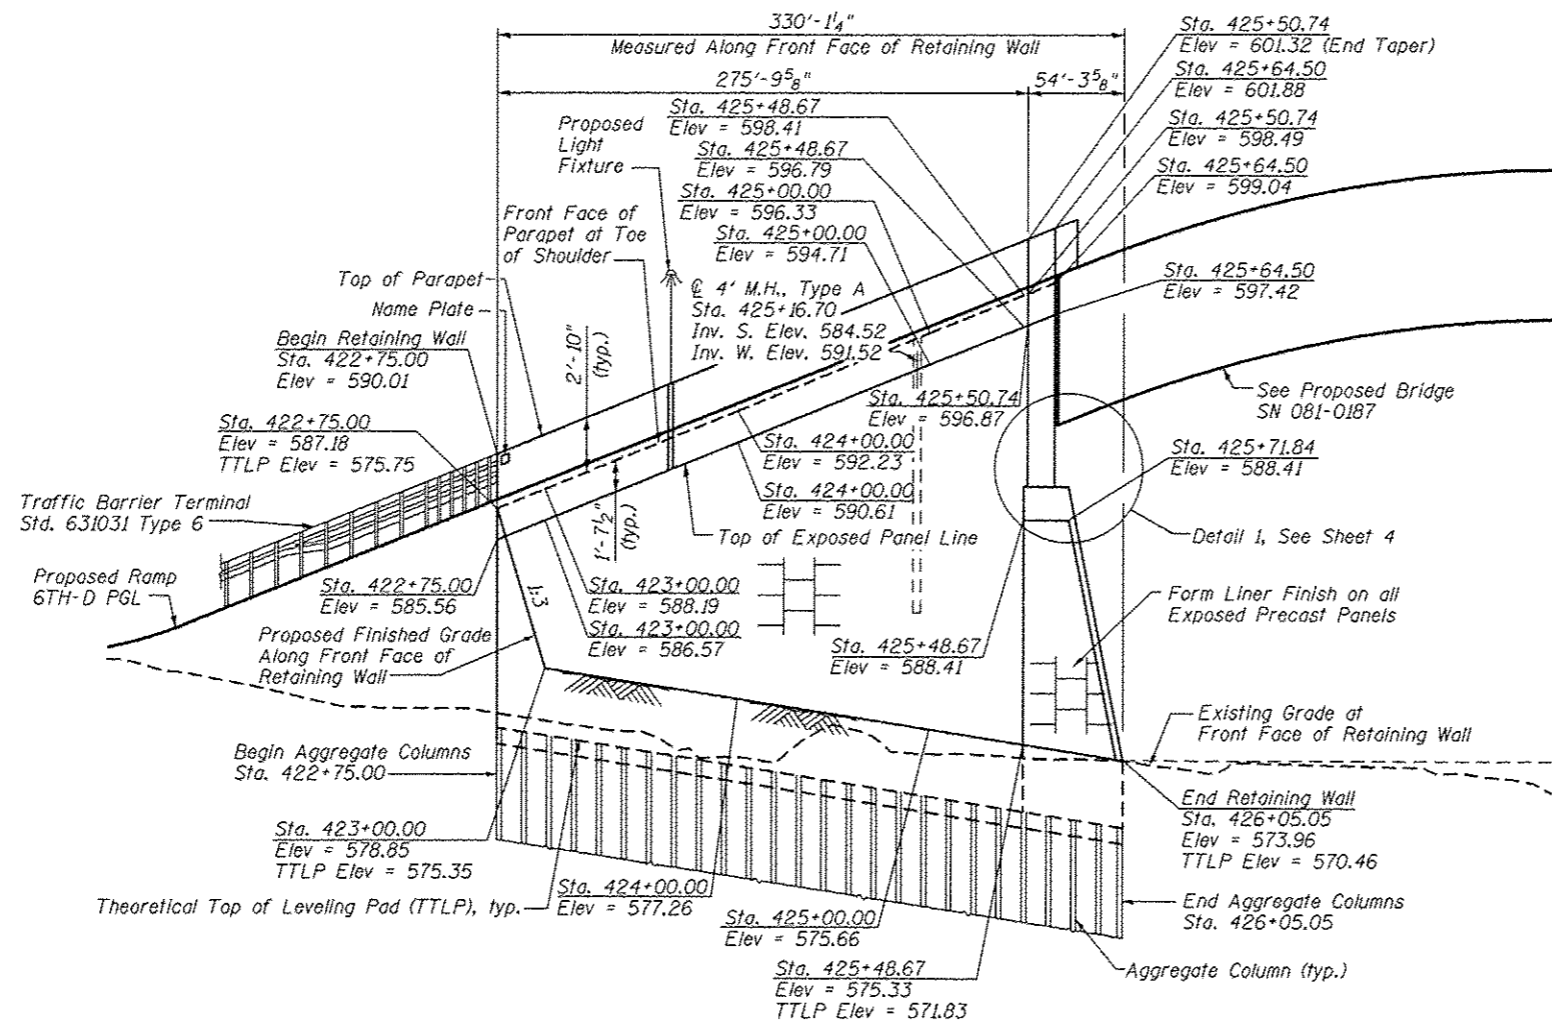 330'-1 1/4"
Measured Along Front Face of Retaining Wall
275'-9 5/8"
54'-3 5/8"
Sta. 425+50.74
Elev = 601.32 (End Taper)
Sta. 425+64.50
Elev = 601.88
Sta. 425+50.74
Elev = 598.49
Sta. 425+64.50
Elev = 599.04
Sta. 425+48.67
Elev = 598.41
Sta. 425+48.67
Elev = 596.79
Sta. 425+00.00
Elev = 596.33
Sta. 425+00.00
Elev = 594.71
Proposed
Light
Fixture
Front Face of
Parapet at Toe
of Shoulder
Top of Parapet
Name Plate
℄ 4' M.H., Type A
Sta. 425+16.70
Inv. S. Elev. 584.52
Inv. W. Elev. 591.52
Sta. 425+64.50
Elev = 597.42
Begin Retaining Wall
Sta. 422+75.00
Elev = 590.01
2'-10"
(typ.)
See Proposed Bridge
SN 081-0187
Sta. 422+75.00
Elev = 587.18
TTLP Elev = 575.75
Sta. 425+50.74
Elev = 596.87
Sta. 424+00.00
Elev = 592.23
Sta. 425+71.84
Elev = 588.41
Traffic Barrier Terminal
Std. 631031 Type 6
Sta. 424+00.00
Elev = 590.61
1'-7 1/2"
(typ.)
Top of Exposed Panel Line
Detail 1, See Sheet 4
Proposed Ramp
6TH-D PGL
Sta. 422+75.00
Elev = 585.56
1:3
Sta. 423+00.00
Elev = 588.19
Sta. 423+00.00
Elev = 586.57
Form Liner Finish on all
Exposed Precast Panels
Proposed Finished Grade
Along Front Face of
Retaining Wall
Sta. 425+48.67
Elev = 588.41
Existing Grade at
Front Face of Retaining Wall
Begin Aggregate Columns
Sta. 422+75.00
End Retaining Wall
Sta. 426+05.05
Elev = 573.96
TTLP Elev = 570.46
Sta. 423+00.00
Elev = 578.85
TTLP Elev = 575.35
Theoretical Top of Leveling Pad (TTLP), typ.
Sta. 424+00.00
Elev = 577.26
Sta. 425+00.00
Elev = 575.66
End Aggregate Columns
Sta. 426+05.05
Sta. 425+48.67
Elev = 575.33
TTLP Elev = 571.83
Aggregate Column (typ.)